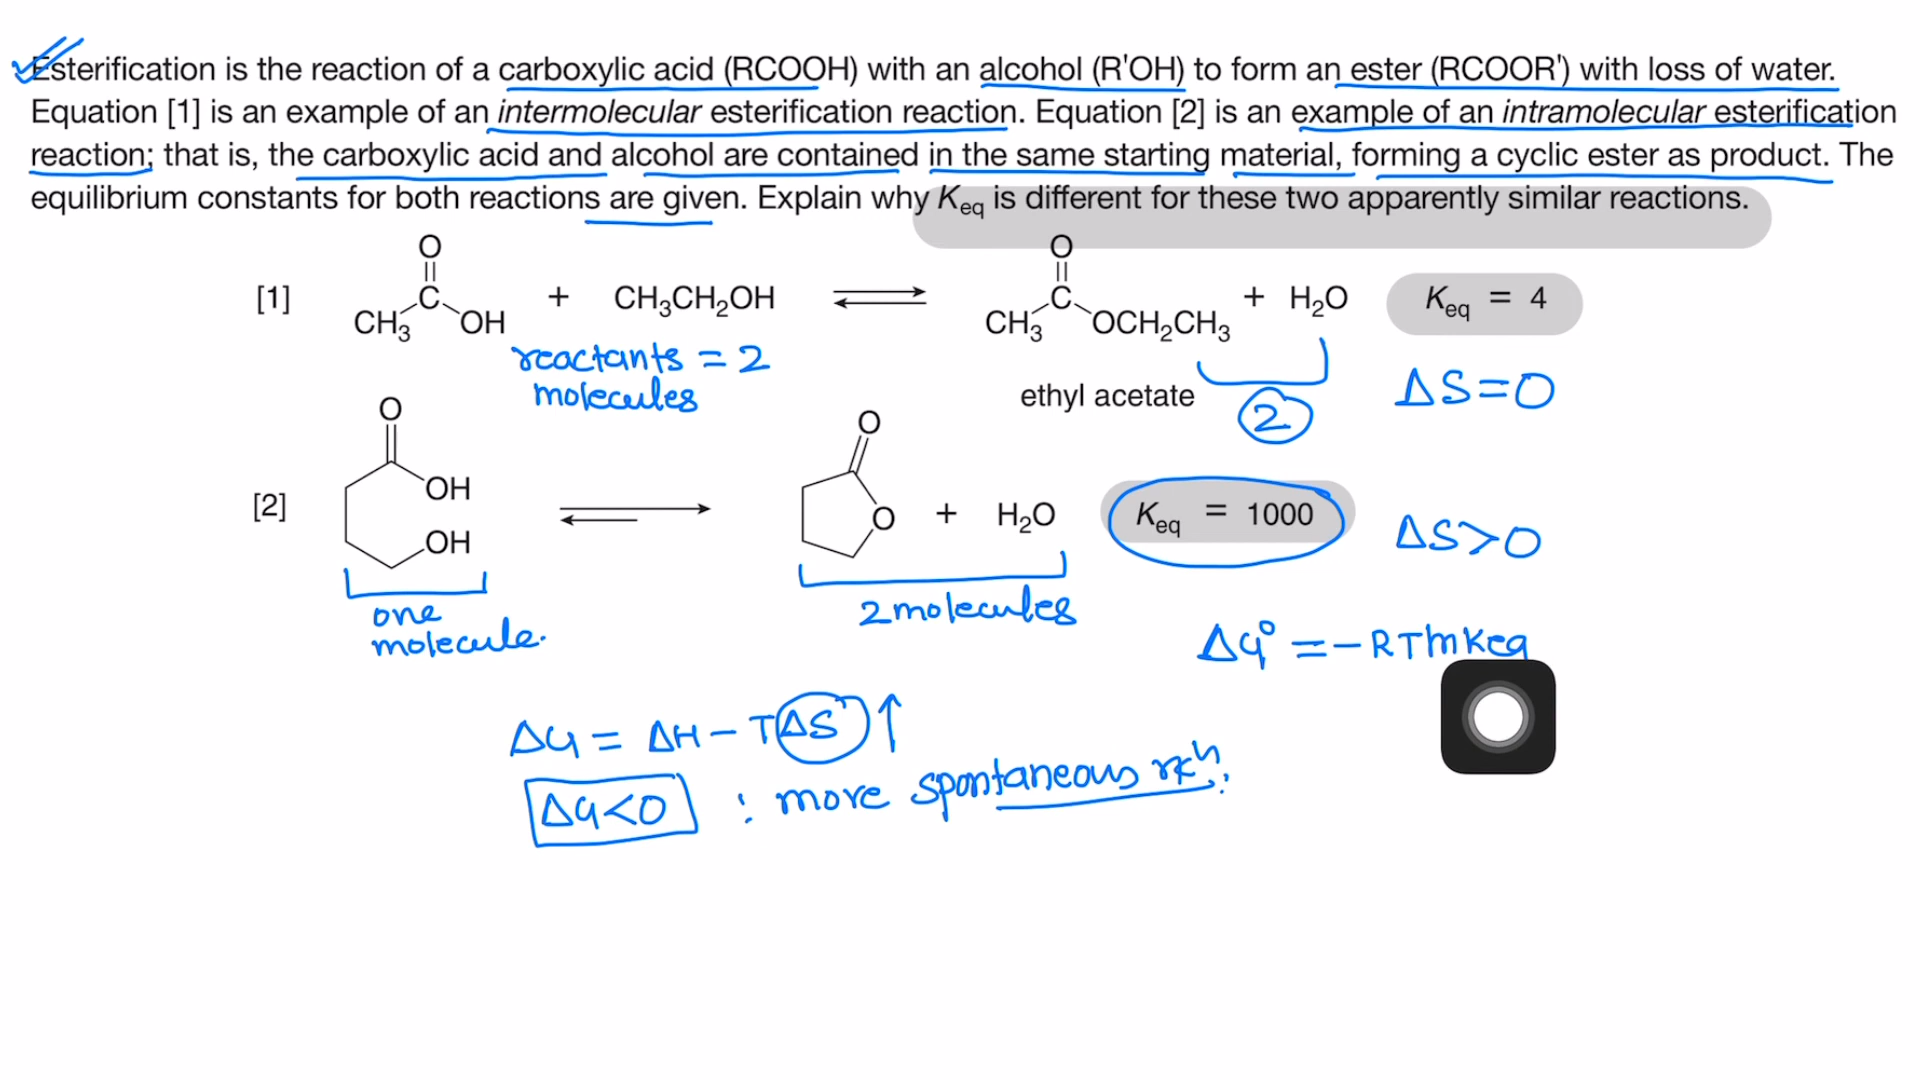 Esterification is the reaction of a carboxylic acid (RCOOH) with an alcohol (R'OH) to form an ester (RCOOR') with loss of water.
Equation [1] is an example of an intermolecular esterification reaction. Equation [2] is an example of an intramolecular esterification
reaction; that is, the carboxylic acid and alcohol are contained in the same starting material, forming a cyclic ester as product. The
equilibrium constants for both reactions are given. Explain why Keq is different for these two apparently similar reactions.
O
O
[1] C + CH₃CH₂OH ⇌ C + H₂O Keq = 4
CH₃ OH CH₃ OCH₂CH₃
reactants = 2
molecules
ethyl acetate
2
ΔS=0
O
O
OH
[2] O + H₂O Keq = 1000
OH
ΔS>0
one
molecule.
2molecules
ΔG° = -RTlnKeq
ΔG = ΔH - TΔS ↑
ΔG<0 : more spontaneous rxn.